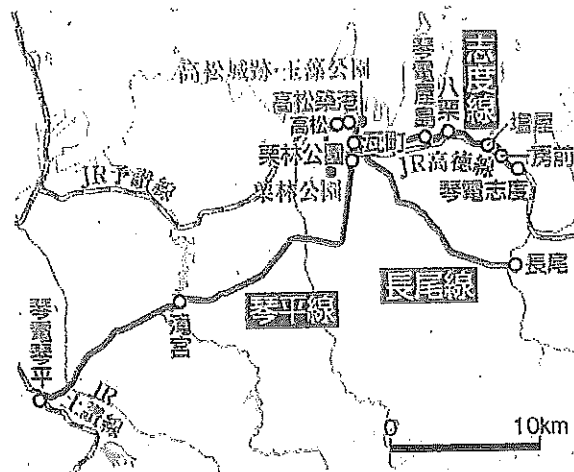 高松城跡・玉藻公園
高松築港
高松
瓦町
栗林公園
栗林公園
琴電屋島
八栗
志度線
塩屋
房前
JR高徳線
琴電志度
JR予讃線
長尾
長尾線
琴平線
滝宮
琴電琴平
JR
土讃線
0
10km